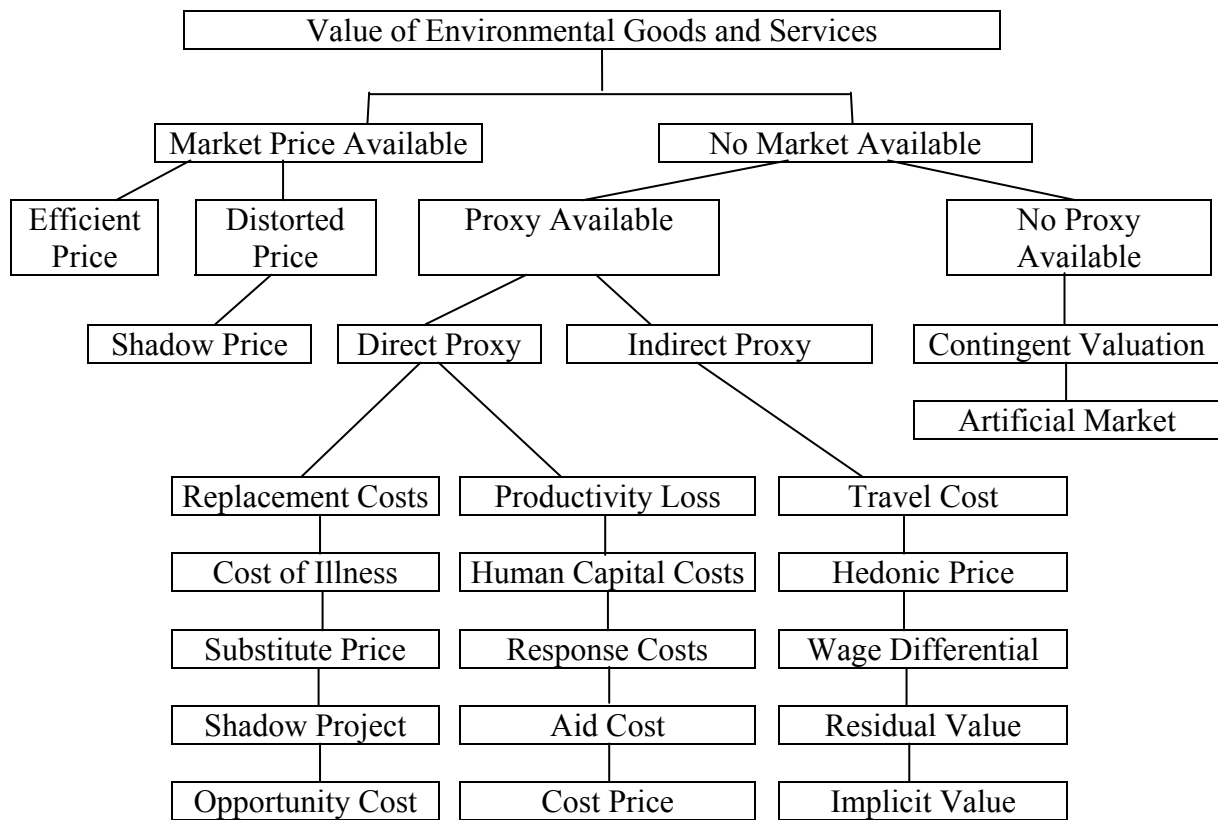 Value of Environmental Goods and Services
Market Price Available
No Market Available
Efficient
Price
Distorted
Price
Proxy Available
No Proxy
Available
Shadow Price
Direct Proxy
Indirect Proxy
Contingent Valuation
Artificial Market
Replacement Costs
Productivity Loss
Travel Cost
Cost of Illness
Human Capital Costs
Hedonic Price
Substitute Price
Response Costs
Wage Differential
Shadow Project
Aid Cost
Residual Value
Opportunity Cost
Cost Price
Implicit Value